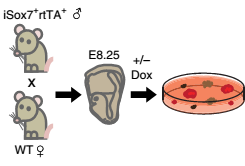 iSox7⁺rtTA⁺ ♂
X
WT ♀
E8.25
+/–
Dox